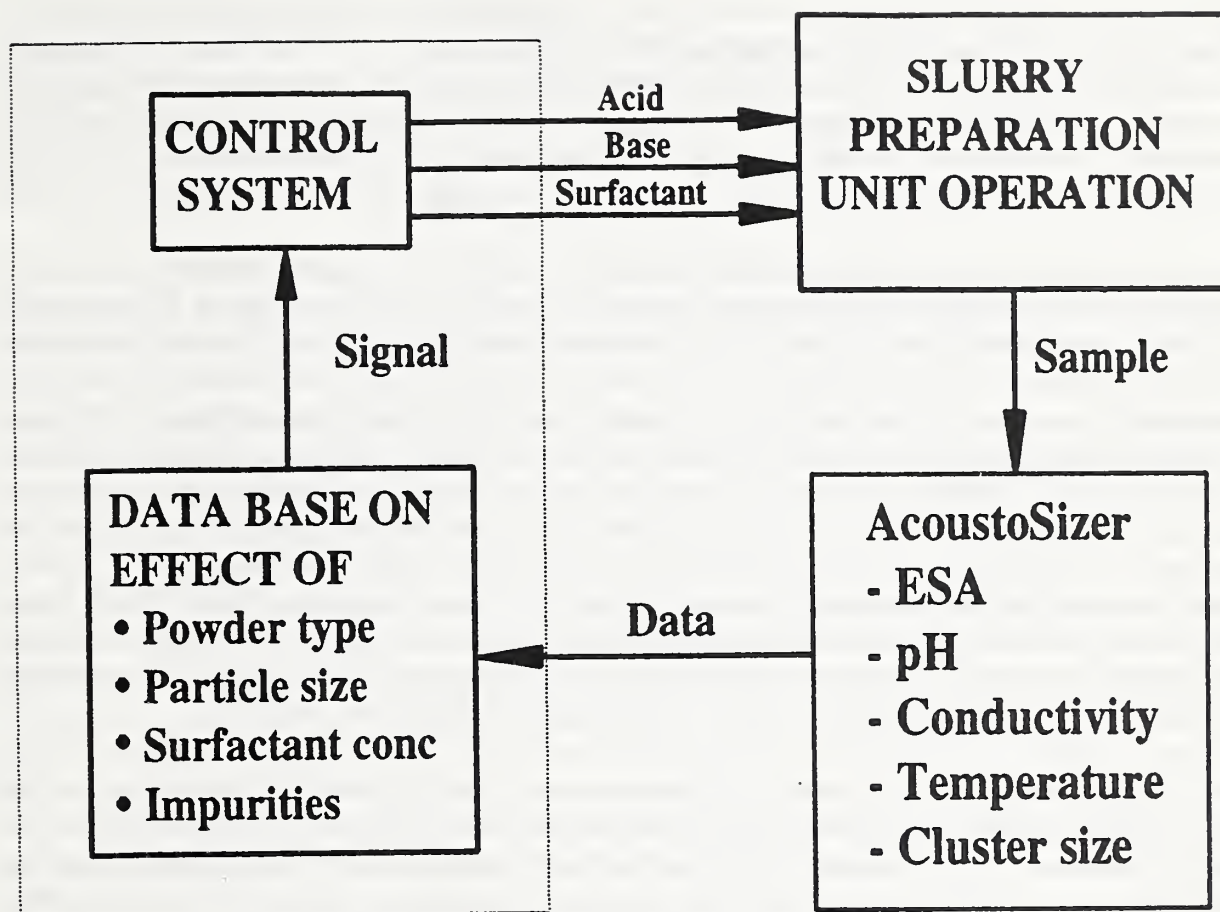 CONTROL
SYSTEM
Acid
Base
Surfactant
SLURRY
PREPARATION
UNIT OPERATION
Signal
Sample
DATA BASE ON
EFFECT OF
• Powder type
• Particle size
• Surfactant conc
• Impurities
Data
AcoustoSizer
- ESA
- pH
- Conductivity
- Temperature
- Cluster size